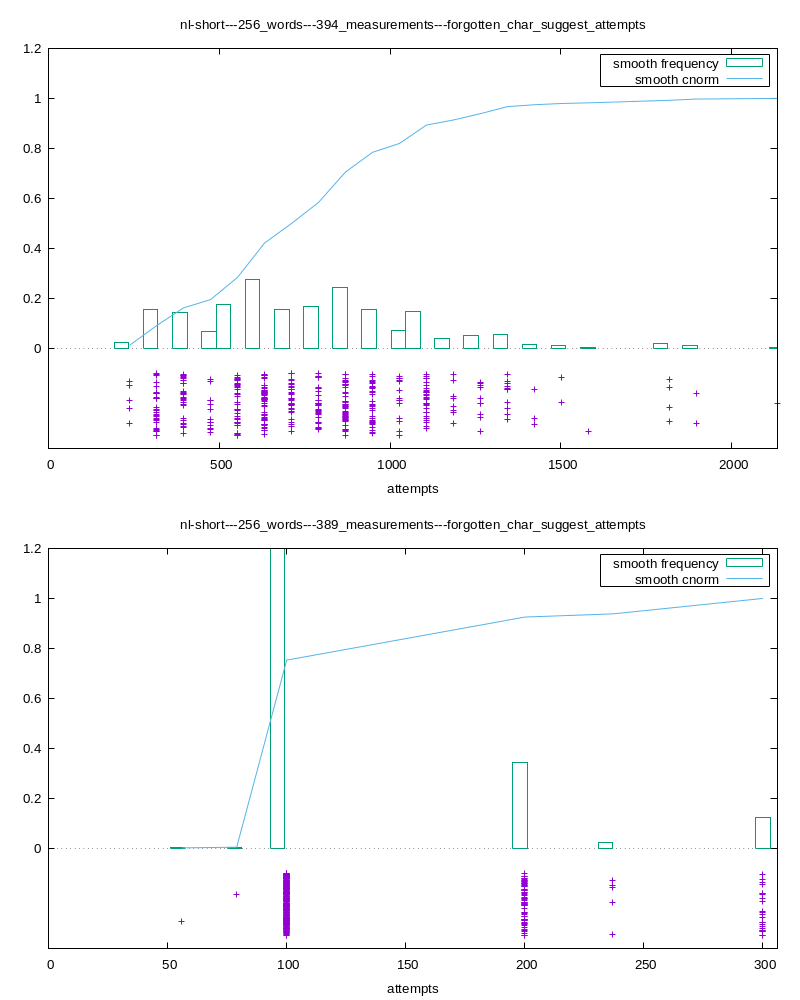 nl-short---256_words---394_measurements---forgotten_char_suggest_attempts
1.2
smooth frequency
smooth cnorm
1
0.8
0.6
0.4
0.2
0
0 500 1000 1500 2000
attempts
nl-short---256_words---389_measurements---forgotten_char_suggest_attempts
1.2
smooth frequency
smooth cnorm
1
0.8
0.6
0.4
0.2
0
0 50 100 150 200 250 300
attempts